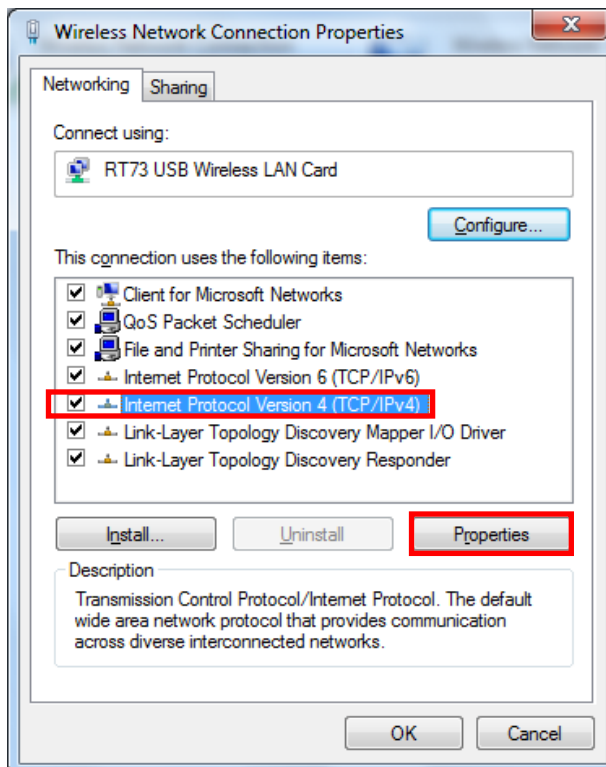 Wireless Network Connection Properties
Networking
Sharing
Connect using:
RT73 USB Wireless LAN Card
Configure...
This connection uses the following items:
Client for Microsoft Networks
QoS Packet Scheduler
File and Printer Sharing for Microsoft Networks
Internet Protocol Version 6 (TCP/IPv6)
Internet Protocol Version 4 (TCP/IPv4)
Link-Layer Topology Discovery Mapper I/O Driver
Link-Layer Topology Discovery Responder
Install...
Uninstall
Properties
Description
Transmission Control Protocol/Internet Protocol. The default
wide area network protocol that provides communication
across diverse interconnected networks.
OK
Cancel